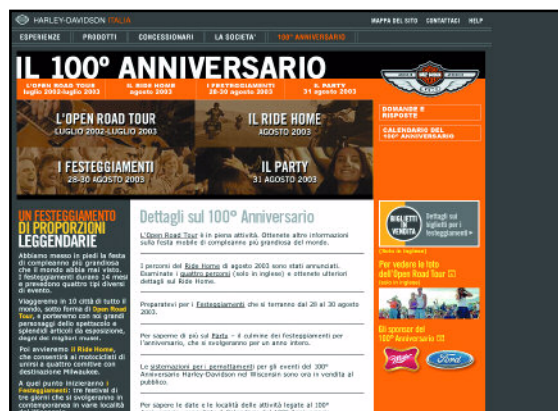 HARLEY-DAVIDSON ITALIA
MAPPA DEL SITO CONTATTACI HELP
ESPERIENZE PRODOTTI CONCESSIONARI LA SOCIETA' 100° ANNIVERSARIO
IL 100° ANNIVERSARIO
L'OPEN ROAD TOUR IL RIDE HOME I FESTEGGIAMENTI IL PARTY
luglio 2002-luglio 2003 agosto 2003 28-30 agosto 2003 31 agosto 2003
L'OPEN ROAD TOUR
LUGLIO 2002-LUGLIO 2003
IL RIDE HOME
AGOSTO 2003
I FESTEGGIAMENTI
28-30 AGOSTO 2003
IL PARTY
31 AGOSTO 2003
DOMANDE E
RISPOSTE
CALENDARIO DEL
100° ANNIVERSARIO
UN FESTEGGIAMENTO
DI PROPORZIONI
LEGGENDARIE
Abbiamo messo in piedi la festa
di compleanno più grandiosa
che il mondo abbia mai visto.
I festeggiamenti durano 14 mesi
e prevedono quattro tipi diversi
di evento.
Viaggeremo in 10 città di tutto il
mondo, sotto forma di Open Road
Tour, e porteremo con noi grandi
personaggi dello spettacolo e
splendidi articoli da esposizione,
degni dei migliori musei.
Poi avvieremo il Ride Home,
che consentirà ai motociclisti di
unirsi a quattro comitive con
destinazione Milwaukee.
A quel punto inizieranno i
Festeggiamenti: tre festival di
tre giorni che si svolgeranno in
contemporanea in varie località
Dettagli sul 100° Anniversario
L'Open Road Tour è in piena attività. Ottenete altre informazioni
sulla festa mobile di compleanno più grandiosa del mondo.
I percorsi del Ride Home di agosto 2003 sono stati annunciati.
Esaminate i quattro percorsi (solo in inglese) e ottenete ulteriori
dettagli sul Ride Home.
Preparatevi per i Festeggiamenti che si terranno dal 28 al 30 agosto
2003.
Per saperne di più sul Party - il culmine dei festeggiamenti per
l'anniversario, che si svolgeranno per un anno intero.
Le sistemazioni per i pernottamenti per gli eventi del 100°
Anniversario Harley-Davidson nel Wisconsin sono ora in vendita al
pubblico.
Per sapere le date e le località delle attività legate al 100°
BIGLIETTI
IN
VENDITA
Dettagli sui
biglietti per i
festeggiamenti
(Solo in inglese)
Per vedere le foto
dell'Open Road Tour
(solo in inglese)
Gli sponsor del
100° Anniversario
Miller
Ford